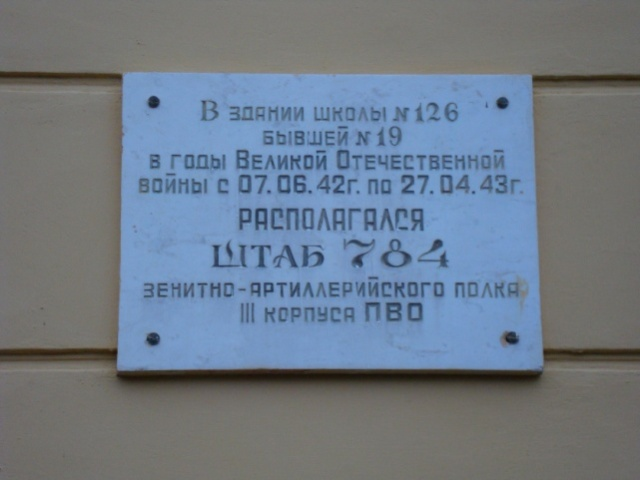 В здании школы №126
бывшей №19
в годы Великой Отечественной
войны с 07.06.42г. по 27.04.43г.
РАСПОЛАГАЛСЯ
ШТАБ 784
зенитно-артиллерийского полка
III корпуса ПВО